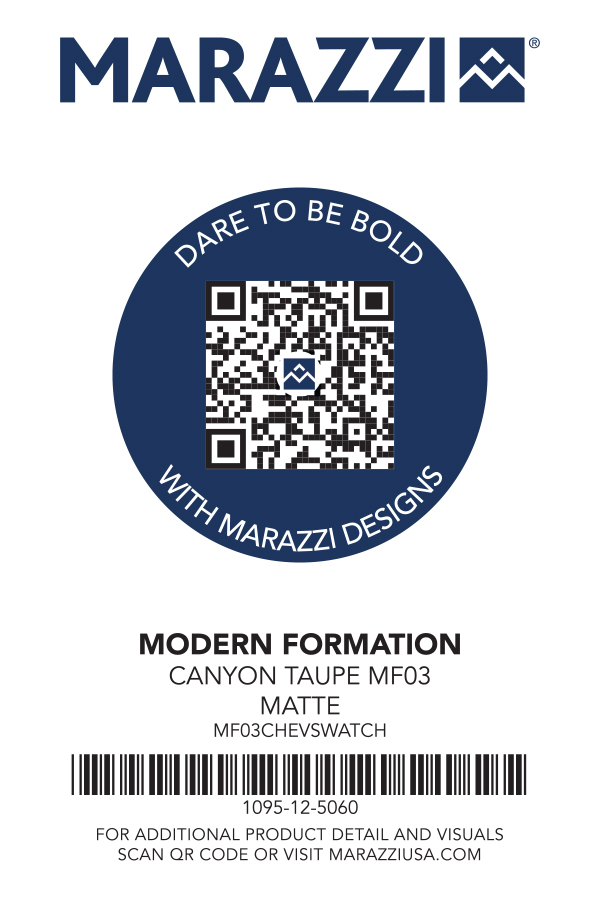 MARAZZI®
DARE TO BE BOLD
WITH MARAZZI DESIGNS
MODERN FORMATION
CANYON TAUPE MF03
MATTE
MF03CHEVSWATCH
1095-12-5060
FOR ADDITIONAL PRODUCT DETAIL AND VISUALS
SCAN QR CODE OR VISIT MARAZZIUSA.COM